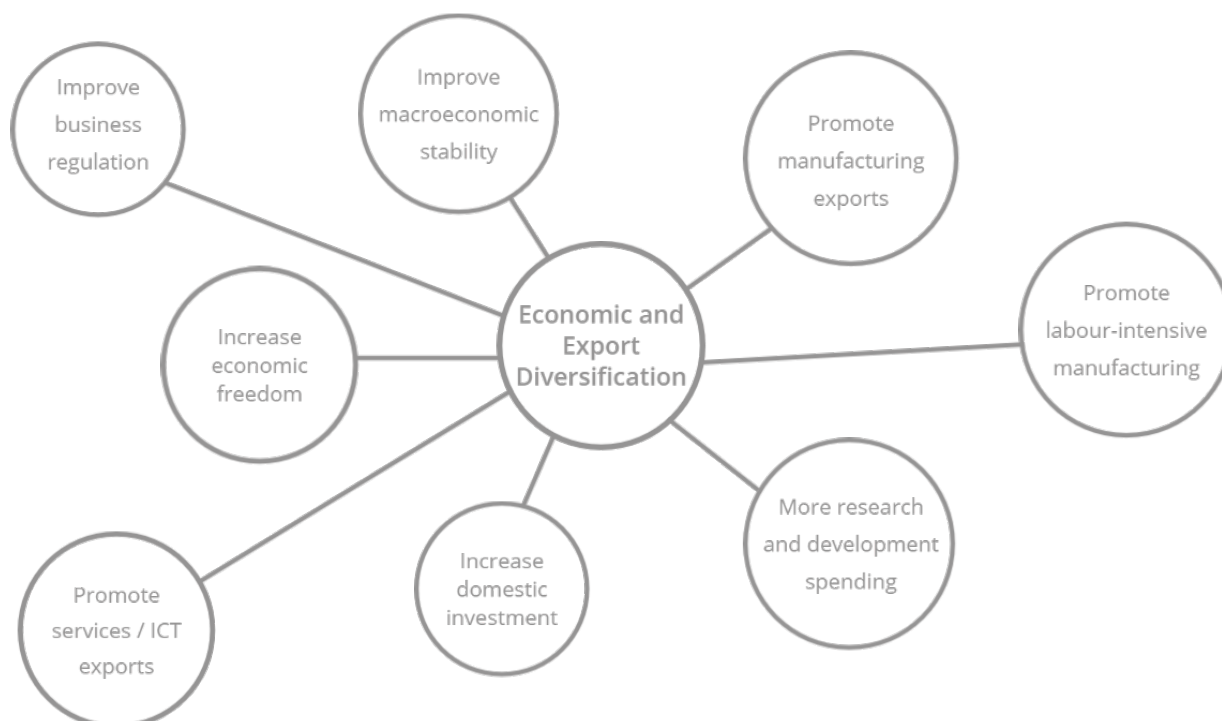 Improve
business
regulation
Improve
macroeconomic
stability
Promote
manufacturing
exports
Increase
economic
freedom
Economic and
Export
Diversification
Promote
labour-intensive
manufacturing
Promote
services / ICT
exports
Increase
domestic
investment
More research
and development
spending